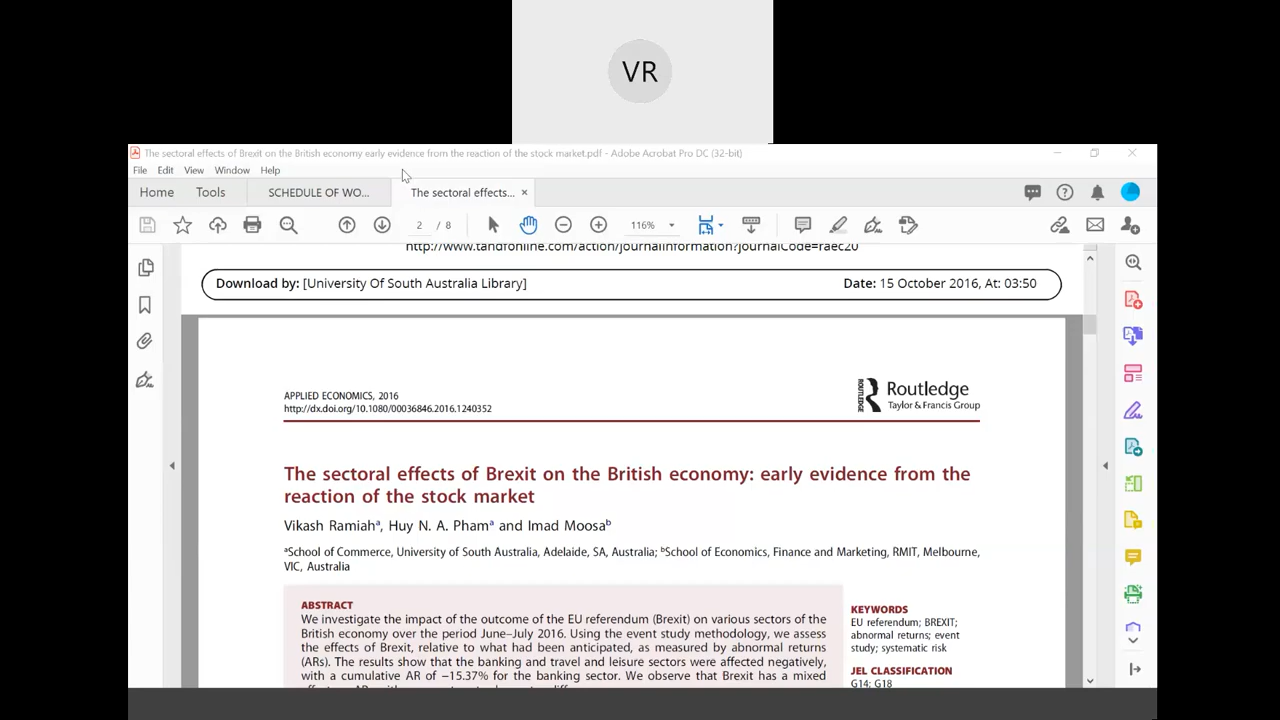 VR
The sectoral effects of Brexit on the British economy early evidence from the reaction of the stock market.pdf - Adobe Acrobat Pro DC (32-bit)
File Edit View Window Help
Home Tools SCHEDULE OF WO... The sectoral effects... ×
2 / 8 116%
http://www.tandfonline.com/action/journalInformation?journalCode=raec20
Download by: [University Of South Australia Library] Date: 15 October 2016, At: 03:50
APPLIED ECONOMICS, 2016
http://dx.doi.org/10.1080/00036846.2016.1240352
ROUTLEDGE
Routledge
Taylor & Francis Group
The sectoral effects of Brexit on the British economy: early evidence from the
reaction of the stock market
Vikash Ramiahª, Huy N. A. Phamª and Imad Moosaᵇ
ªSchool of Commerce, University of South Australia, Adelaide, SA, Australia; ᵇSchool of Economics, Finance and Marketing, RMIT, Melbourne,
VIC, Australia
ABSTRACT
We investigate the impact of the outcome of the EU referendum (Brexit) on various sectors of the
British economy over the period June–July 2016. Using the event study methodology, we assess
the effects of Brexit, relative to what had been anticipated, as measured by abnormal returns
(ARs). The results show that the banking and travel and leisure sectors were affected negatively,
with a cumulative AR of −15.37% for the banking sector. We observe that Brexit has a mixed
KEYWORDS
EU referendum; BREXIT;
abnormal returns; event
study; systematic risk
JEL CLASSIFICATION
G14; G18